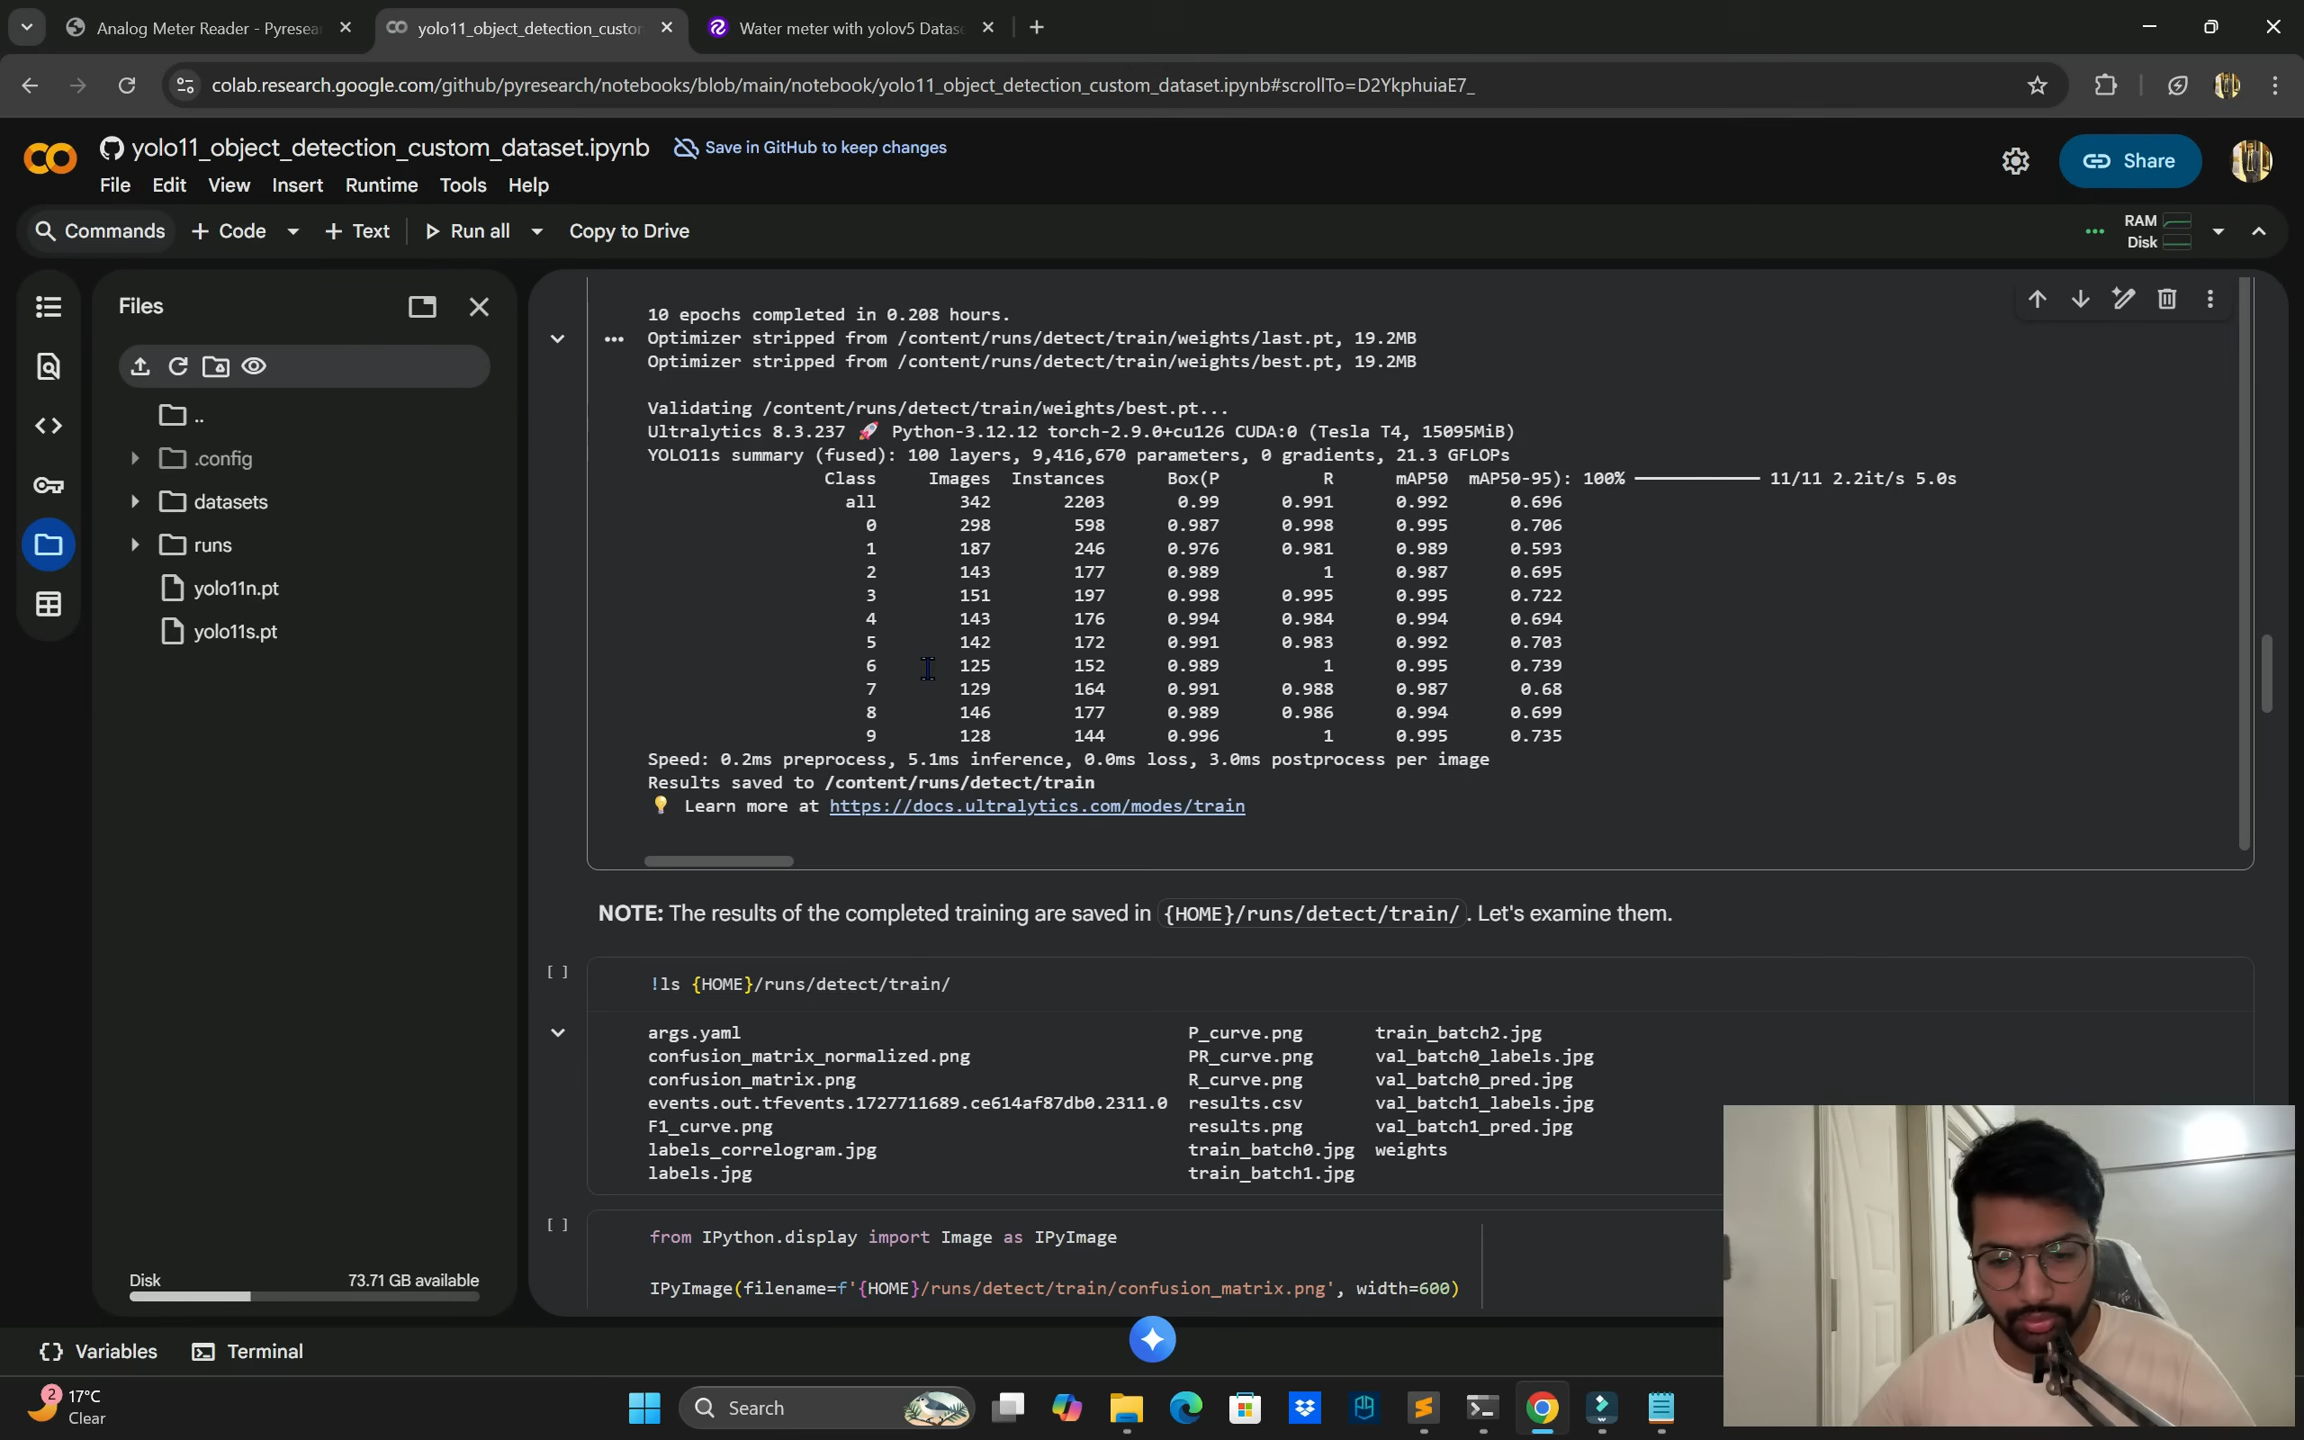 Analog Meter Reader - Pyresea
yolo11_object_detection_custo
Water meter with yolov5 Datas
colab.research.google.com/github/pyresearch/notebooks/blob/main/notebook/yolo11_object_detection_custom_dataset.ipynb#scrollTo=D2YkphuiaE7_
yolo11_object_detection_custom_dataset.ipynb
Save in GitHub to keep changes
Share
File Edit View Insert Runtime Tools Help
Commands + Code + Text Run all Copy to Drive
RAM
Disk
Files
..
.config
datasets
runs
yolo11n.pt
yolo11s.pt
Disk 73.71 GB available
10 epochs completed in 0.208 hours.
Optimizer stripped from /content/runs/detect/train/weights/last.pt, 19.2MB
Optimizer stripped from /content/runs/detect/train/weights/best.pt, 19.2MB
Validating /content/runs/detect/train/weights/best.pt...
Ultralytics 8.3.237 🚀 Python-3.12.12 torch-2.9.0+cu126 CUDA:0 (Tesla T4, 15095MiB)
YOLO11s summary (fused): 100 layers, 9,416,670 parameters, 0 gradients, 21.3 GFLOPs
Class Images Instances Box(P R mAP50 mAP50-95): 100% ━━━━━━━━━━━━ 11/11 2.2it/s 5.0s
all 342 2203 0.99 0.991 0.992 0.696
0 298 598 0.987 0.998 0.995 0.706
1 187 246 0.976 0.981 0.989 0.593
2 143 177 0.989 1 0.987 0.695
3 151 197 0.998 0.995 0.995 0.722
4 143 176 0.994 0.984 0.994 0.694
5 142 172 0.991 0.983 0.992 0.703
6 125 152 0.989 1 0.995 0.739
7 129 164 0.991 0.988 0.987 0.68
8 146 177 0.989 0.986 0.994 0.699
9 128 144 0.996 1 0.995 0.735
Speed: 0.2ms preprocess, 5.1ms inference, 0.0ms loss, 3.0ms postprocess per image
Results saved to /content/runs/detect/train
💡 Learn more at https://docs.ultralytics.com/modes/train
NOTE: The results of the completed training are saved in {HOME}/runs/detect/train/. Let's examine them.
[ ] !ls {HOME}/runs/detect/train/
args.yaml P_curve.png train_batch2.jpg
confusion_matrix_normalized.png PR_curve.png val_batch0_labels.jpg
confusion_matrix.png R_curve.png val_batch0_pred.jpg
events.out.tfevents.1727711689.ce614af87db0.2311.0 results.csv val_batch1_labels.jpg
F1_curve.png results.png val_batch1_pred.jpg
labels_correlogram.jpg train_batch0.jpg weights
labels.jpg train_batch1.jpg
[ ] from IPython.display import Image as IPyImage
IPyImage(filename=f'{HOME}/runs/detect/train/confusion_matrix.png', width=600)
{} Variables Terminal
2
17°C
Clear
Search